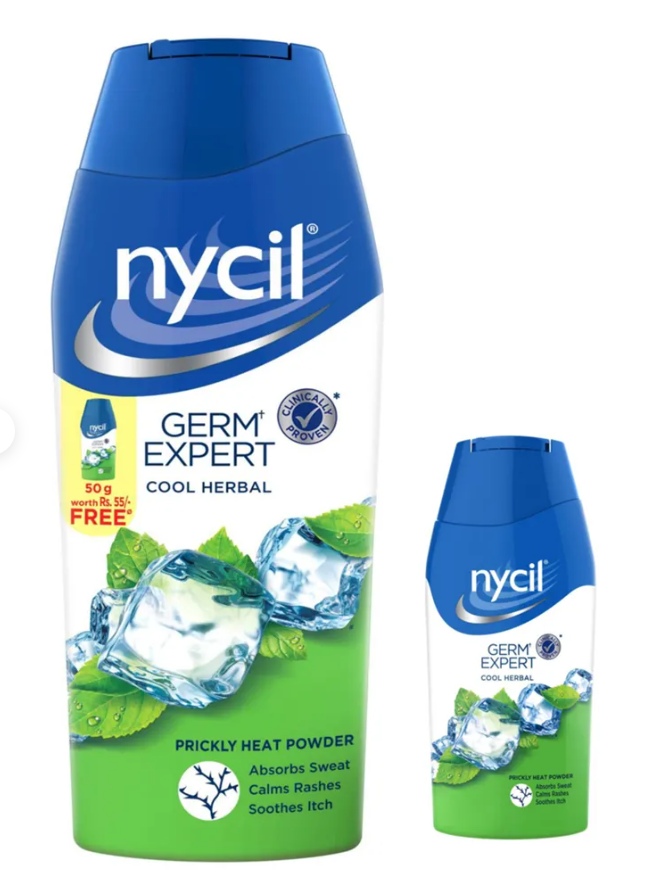 nycil®
50 g
worth Rs. 55/-
FREE
GERM†
EXPERT
CLINICALLY
PROVEN
*
COOL HERBAL
PRICKLY HEAT POWDER
Absorbs Sweat
Calms Rashes
Soothes Itch
nycil
GERM†
EXPERT
COOL HERBAL
PRICKLY HEAT POWDER
Absorbs Sweat
Calms Rashes
Soothes Itch